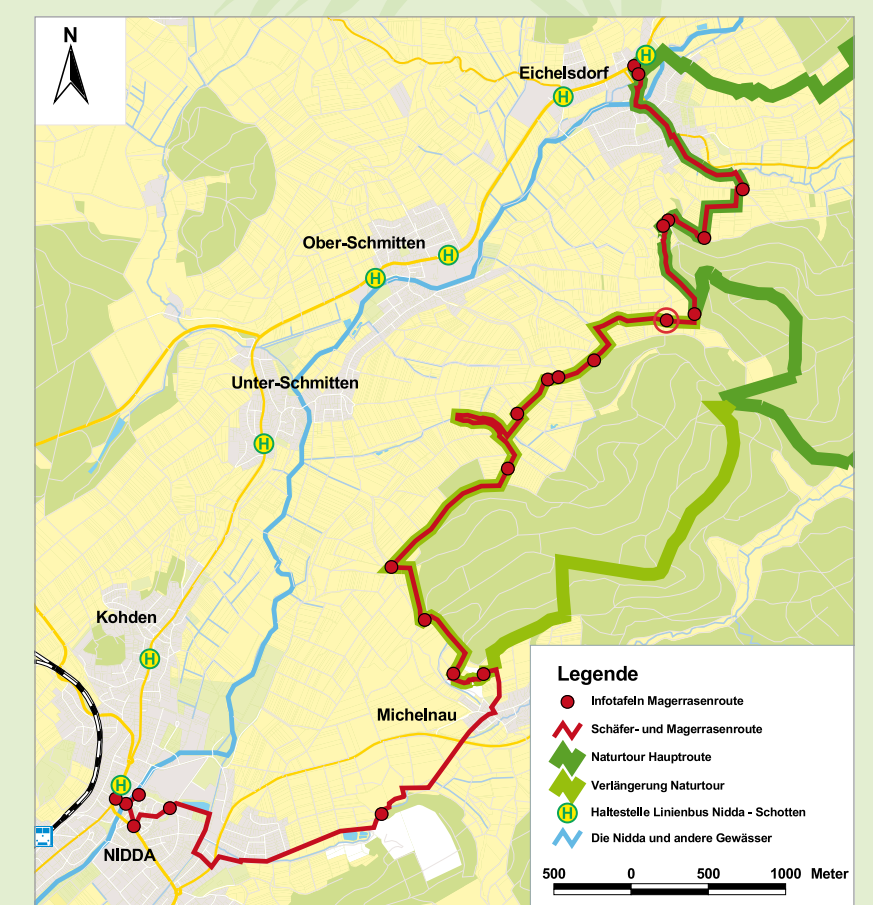 N
Eichelsdorf
H
H
Ober-Schmitten
H
H
Unter-Schmitten
H
Kohden
H
Michelnau
H
NIDDA
Legende
Infotafeln Magerrasenroute
Schäfer- und Magerrasenroute
Naturtour Hauptroute
Verlängerung Naturtour
H Haltestelle Linienbus Nidda - Schotten
Die Nidda und andere Gewässer
500 0 500 1000 Meter